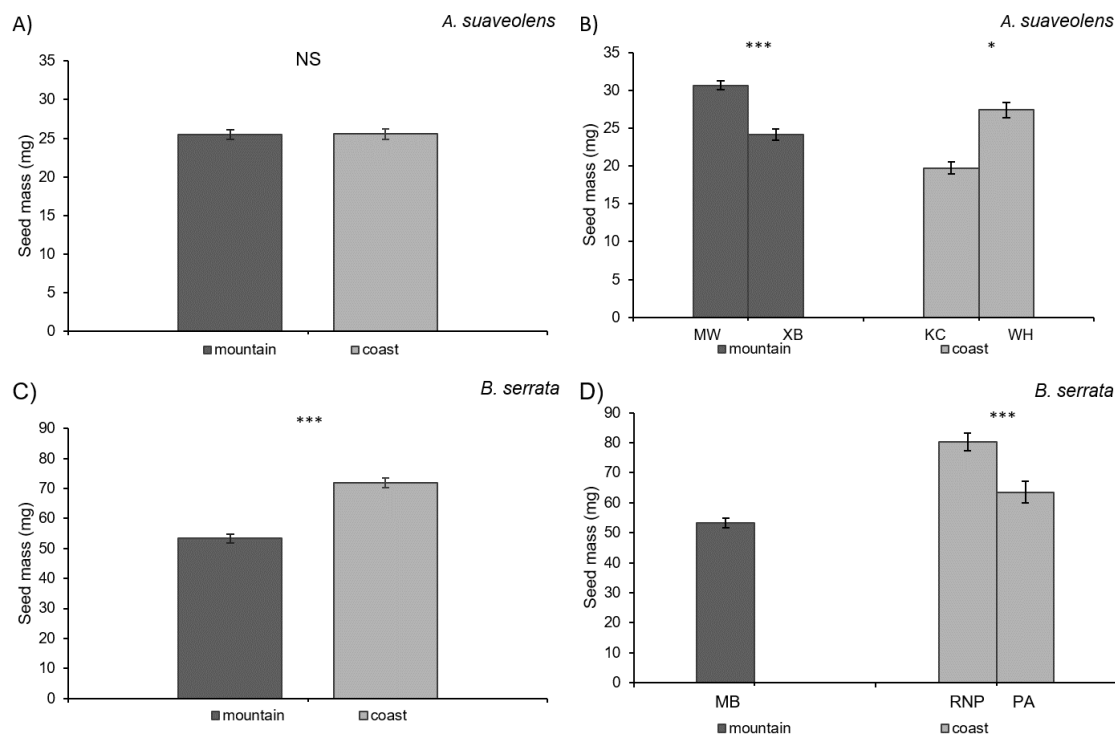 A)
A. suaveolens
NS
Seed mass (mg)
35
30
25
20
15
10
5
0
mountain
coast
B)
A. suaveolens
***
*
Seed mass (mg)
35
30
25
20
15
10
5
0
MW
XB
KC
WH
mountain
coast
C)
B. serrata
***
Seed mass (mg)
90
80
70
60
50
40
30
20
10
0
mountain
coast
D)
B. serrata
***
Seed mass (mg)
90
80
70
60
50
40
30
20
10
0
MB
RNP
PA
mountain
coast